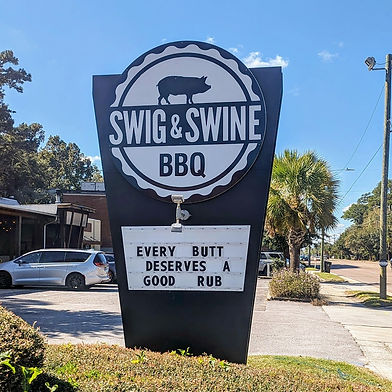 SWIG & SWINE
BBQ
EVERY BUTT
DESERVES A
GOOD RUB